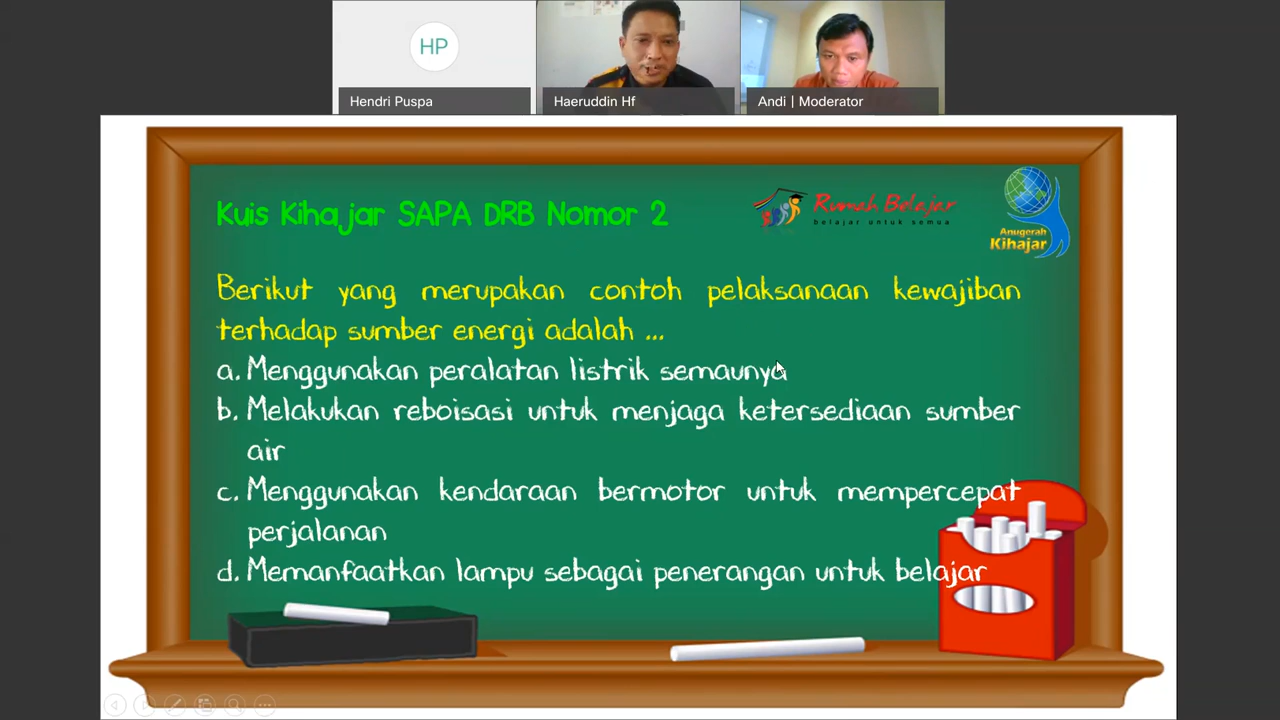 HP
Hendri Puspa
Haeruddin Hf
Andi | Moderator
Kuis Kihajar SAPA DRB Nomor 2
Rumah Belajar
belajar untuk semua
Anugerah
Kihajar
Berikut yang merupakan contoh pelaksanaan kewajiban
terhadap sumber energi adalah ...
a. Menggunakan peralatan listrik semaunya
b. Melakukan reboisasi untuk menjaga ketersediaan sumber
air
c. Menggunakan kendaraan bermotor untuk mempercepat
perjalanan
d. Memanfaatkan lampu sebagai penerangan untuk belajar